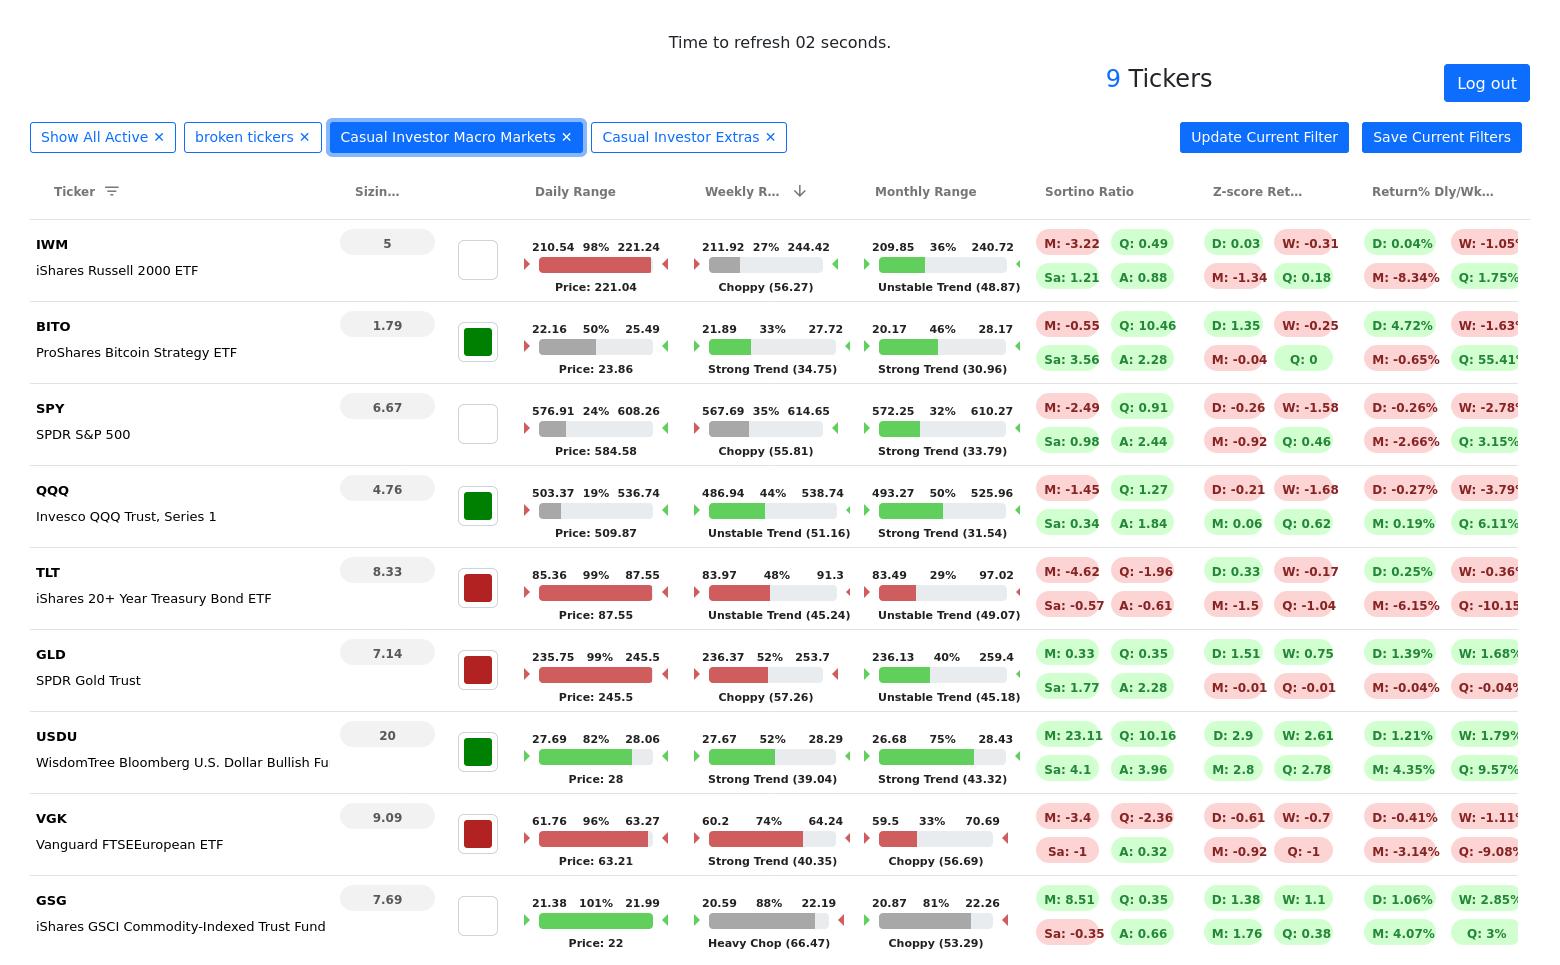 Time to refresh 02 seconds.
9 Tickers
Log out
Show All Active ✕ broken tickers ✕ Casual Investor Macro Markets ✕ Casual Investor Extras ✕ Update Current Filter Save Current Filters
Ticker Sizin... Daily Range Weekly R... Monthly Range Sortino Ratio Z-score Ret... Return% Dly/Wk...
IWM 5 210.54 98% 221.24 211.92 27% 244.42 209.85 36% 240.72 M: -3.22 Q: 0.49 D: 0.03 W: -0.31 D: 0.04% W: -1.05%
iShares Russell 2000 ETF Price: 221.04 Choppy (56.27) Unstable Trend (48.87) Sa: 1.21 A: 0.88 M: -1.34 Q: 0.18 M: -8.34% Q: 1.75%
BITO 1.79 22.16 50% 25.49 21.89 33% 27.72 20.17 46% 28.17 M: -0.55 Q: 10.46 D: 1.35 W: -0.25 D: 4.72% W: -1.63%
ProShares Bitcoin Strategy ETF Price: 23.86 Strong Trend (34.75) Strong Trend (30.96) Sa: 3.56 A: 2.28 M: -0.04 Q: 0 M: -0.65% Q: 55.41%
SPY 6.67 576.91 24% 608.26 567.69 35% 614.65 572.25 32% 610.27 M: -2.49 Q: 0.91 D: -0.26 W: -1.58 D: -0.26% W: -2.78%
SPDR S&P 500 Price: 584.58 Choppy (55.81) Strong Trend (33.79) Sa: 0.98 A: 2.44 M: -0.92 Q: 0.46 M: -2.66% Q: 3.15%
QQQ 4.76 503.37 19% 536.74 486.94 44% 538.74 493.27 50% 525.96 M: -1.45 Q: 1.27 D: -0.21 W: -1.68 D: -0.27% W: -3.79%
Invesco QQQ Trust, Series 1 Price: 509.87 Unstable Trend (51.16) Strong Trend (31.54) Sa: 0.34 A: 1.84 M: 0.06 Q: 0.62 M: 0.19% Q: 6.11%
TLT 8.33 85.36 99% 87.55 83.97 48% 91.3 83.49 29% 97.02 M: -4.62 Q: -1.96 D: 0.33 W: -0.17 D: 0.25% W: -0.36%
iShares 20+ Year Treasury Bond ETF Price: 87.55 Unstable Trend (45.24) Unstable Trend (49.07) Sa: -0.57 A: -0.61 M: -1.5 Q: -1.04 M: -6.15% Q: -10.15
GLD 7.14 235.75 99% 245.5 236.37 52% 253.7 236.13 40% 259.4 M: 0.33 Q: 0.35 D: 1.51 W: 0.75 D: 1.39% W: 1.68%
SPDR Gold Trust Price: 245.5 Choppy (57.26) Unstable Trend (45.18) Sa: 1.77 A: 2.28 M: -0.01 Q: -0.01 M: -0.04% Q: -0.04%
USDU 20 27.69 82% 28.06 27.67 52% 28.29 26.68 75% 28.43 M: 23.11 Q: 10.16 D: 2.9 W: 2.61 D: 1.21% W: 1.79%
WisdomTree Bloomberg U.S. Dollar Bullish Fu Price: 28 Strong Trend (39.04) Strong Trend (43.32) Sa: 4.1 A: 3.96 M: 2.8 Q: 2.78 M: 4.35% Q: 9.57%
VGK 9.09 61.76 96% 63.27 60.2 74% 64.24 59.5 33% 70.69 M: -3.4 Q: -2.36 D: -0.61 W: -0.7 D: -0.41% W: -1.11%
Vanguard FTSEEuropean ETF Price: 63.21 Strong Trend (40.35) Choppy (56.69) Sa: -1 A: 0.32 M: -0.92 Q: -1 M: -3.14% Q: -9.08%
GSG 7.69 21.38 101% 21.99 20.59 88% 22.19 20.87 81% 22.26 M: 8.51 Q: 0.35 D: 1.38 W: 1.1 D: 1.06% W: 2.85%
iShares GSCI Commodity-Indexed Trust Fund Price: 22 Heavy Chop (66.47) Choppy (53.29) Sa: -0.35 A: 0.66 M: 1.76 Q: 0.38 M: 4.07% Q: 3%